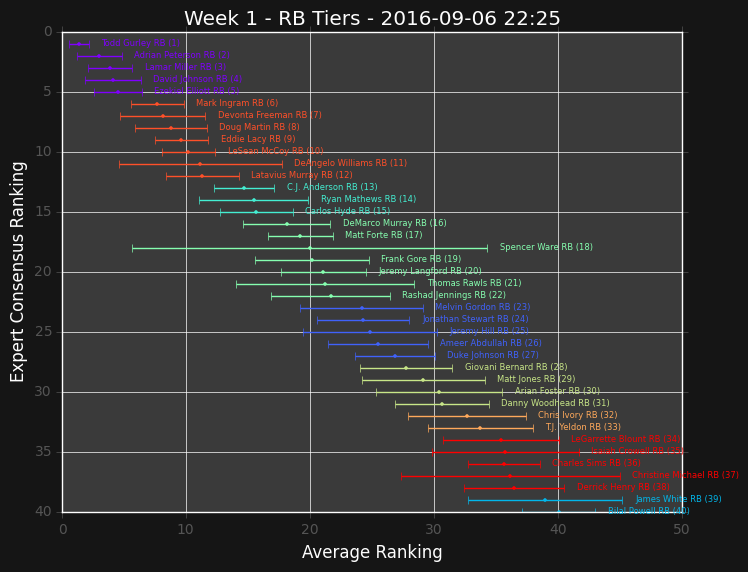 Week 1 - RB Tiers - 2016-09-06 22:25
Expert Consensus Ranking
0
5
10
15
20
25
30
35
40
Mark Ingram RB (6)
Devonta Freeman RB (7)
Doug Martin RB (8)
Eddie Lacy RB (9)
LeSean McCoy RB (10)
DeAngelo Williams RB (11)
Latavius Murray RB (12)
C.J. Anderson RB (13)
Ryan Mathews RB (14)
Carlos Hyde RB (15)
DeMarco Murray RB (16)
Matt Forte RB (17)
Spencer Ware RB (18)
Frank Gore RB (19)
Jeremy Langford RB (20)
Thomas Rawls RB (21)
Rashad Jennings RB (22)
Melvin Gordon RB (23)
Jonathan Stewart RB (24)
Jeremy Hill RB (25)
Ameer Abdullah RB (26)
Duke Johnson RB (27)
Giovani Bernard RB (28)
Matt Jones RB (29)
Arian Foster RB (30)
Danny Woodhead RB (31)
Chris Ivory RB (32)
T.J. Yeldon RB (33)
LeGarrette Blount RB (34)
Charles Sims RB (36)
Christine Michael RB (37)
Derrick Henry RB (38)
James White RB (39)
Bilal Powell RB (40)
0
10
20
30
40
50
Average Ranking